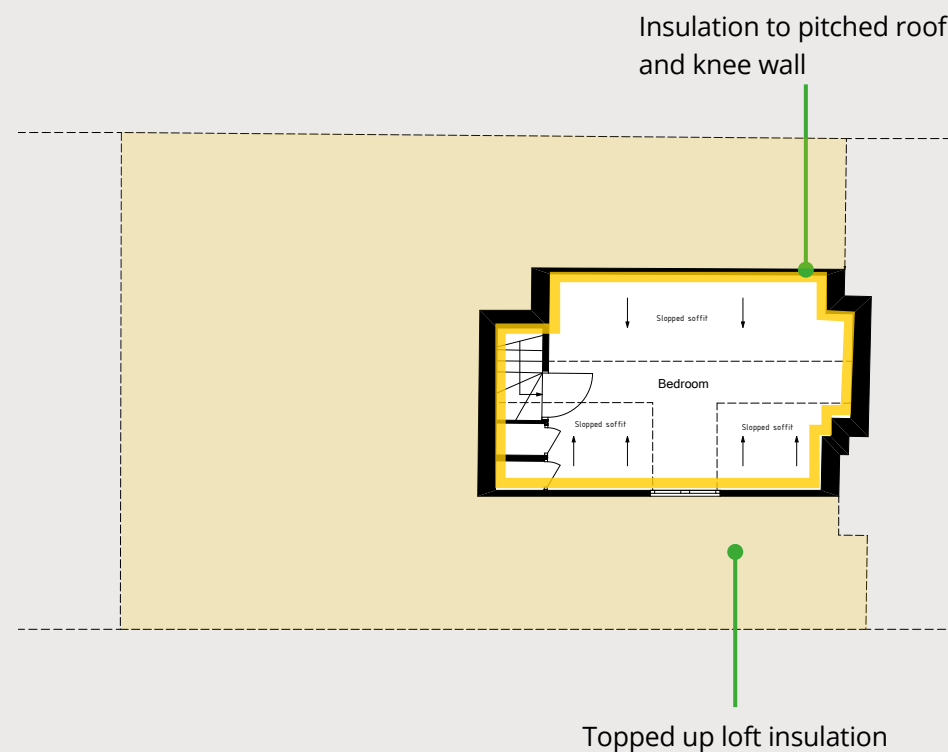 Insulation to pitched roof
and knee wall
Slopped soffit
Bedroom
Slopped soffit
Slopped soffit
Topped up loft insulation